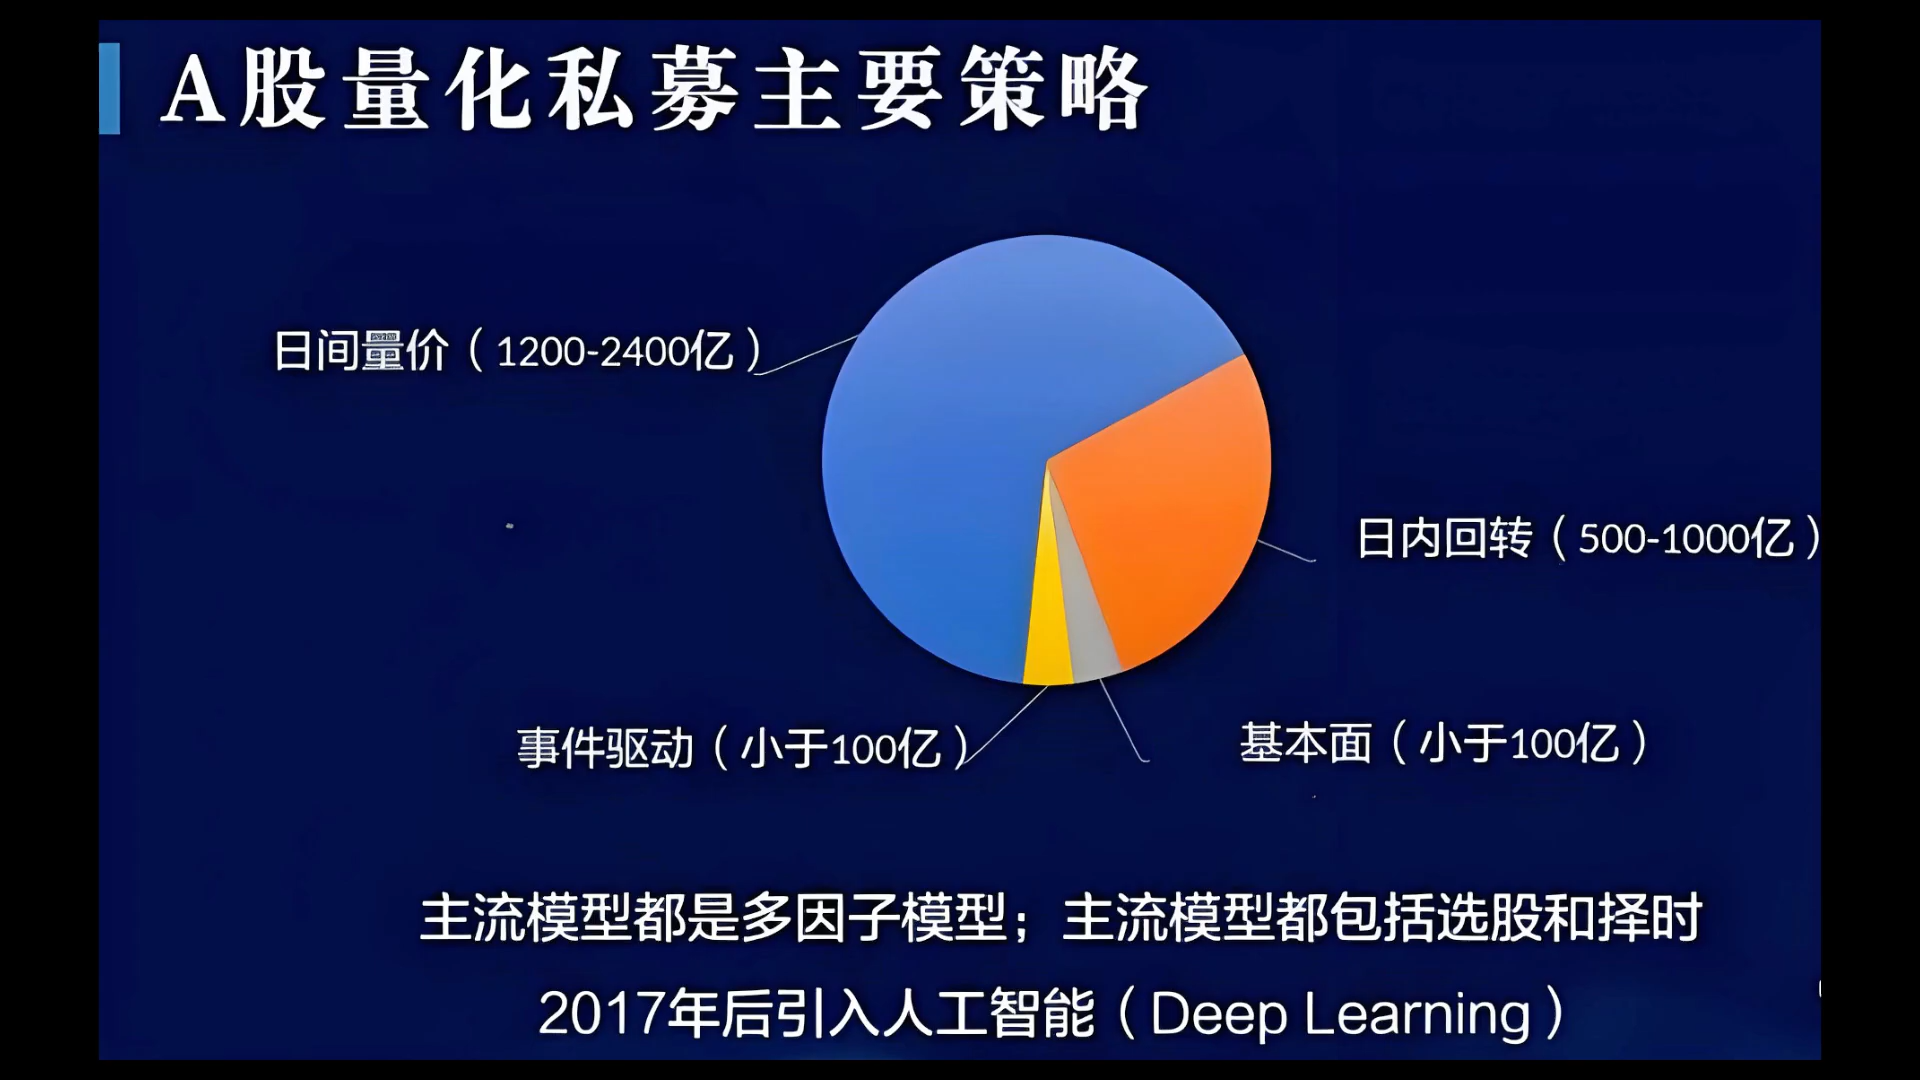 A股量化私募主要策略
日间量价（1200-2400亿）
日内回转（500-1000亿）
事件驱动（小于100亿）
基本面（小于100亿）
主流模型都是多因子模型；主流模型都包括选股和择时
2017年后引入人工智能（Deep Learning）